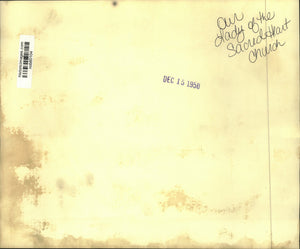 Our
Lady of the
Sacred Heart
Church
DEC 15 1950